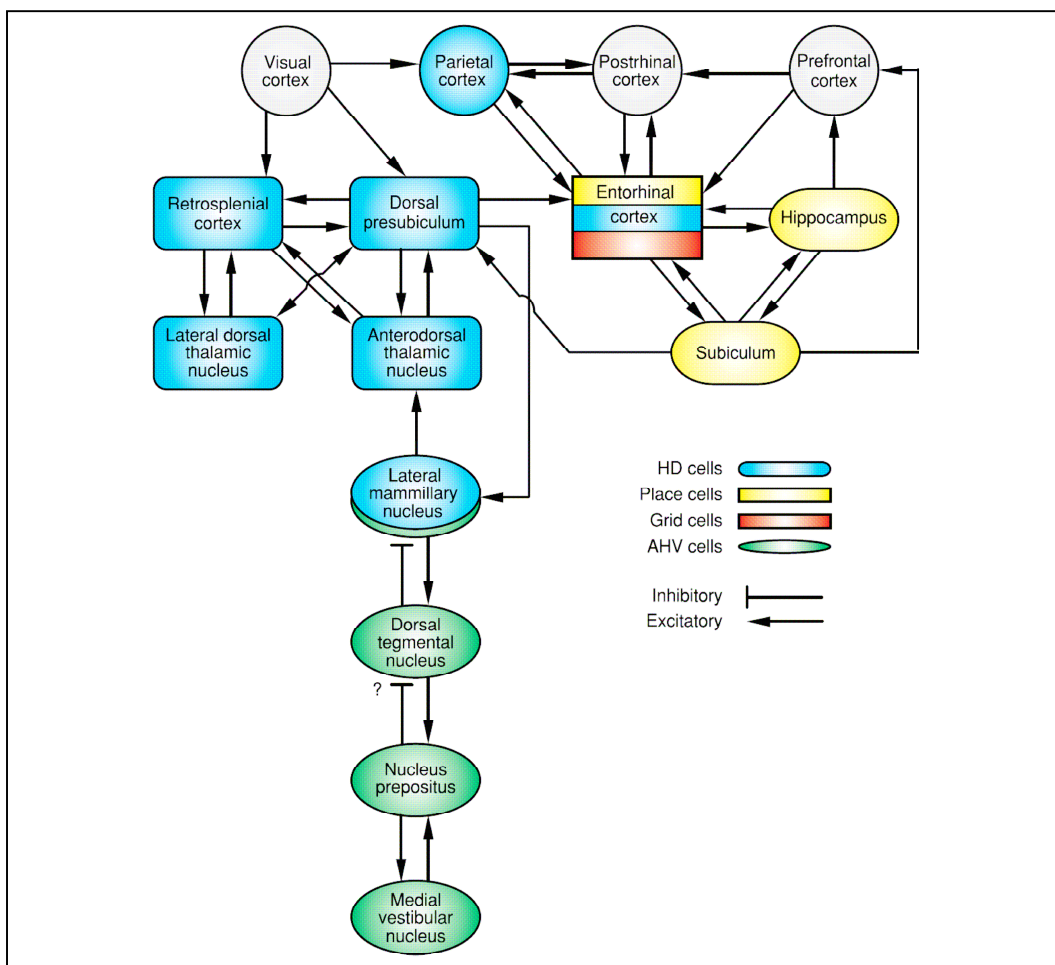 Visual
cortex
Parietal
cortex
Postrhinal
cortex
Prefrontal
cortex
Retrosplenial
cortex
Dorsal
presubiculum
Entorhinal
cortex
Hippocampus
Lateral dorsal
thalamic
nucleus
Anterodorsal
thalamic
nucleus
Subiculum
Lateral
mammillary
nucleus
HD cells
Place cells
Grid cells
AHV cells
Inhibitory
Excitatory
Dorsal
tegmental
nucleus
?
Nucleus
prepositus
Medial
vestibular
nucleus